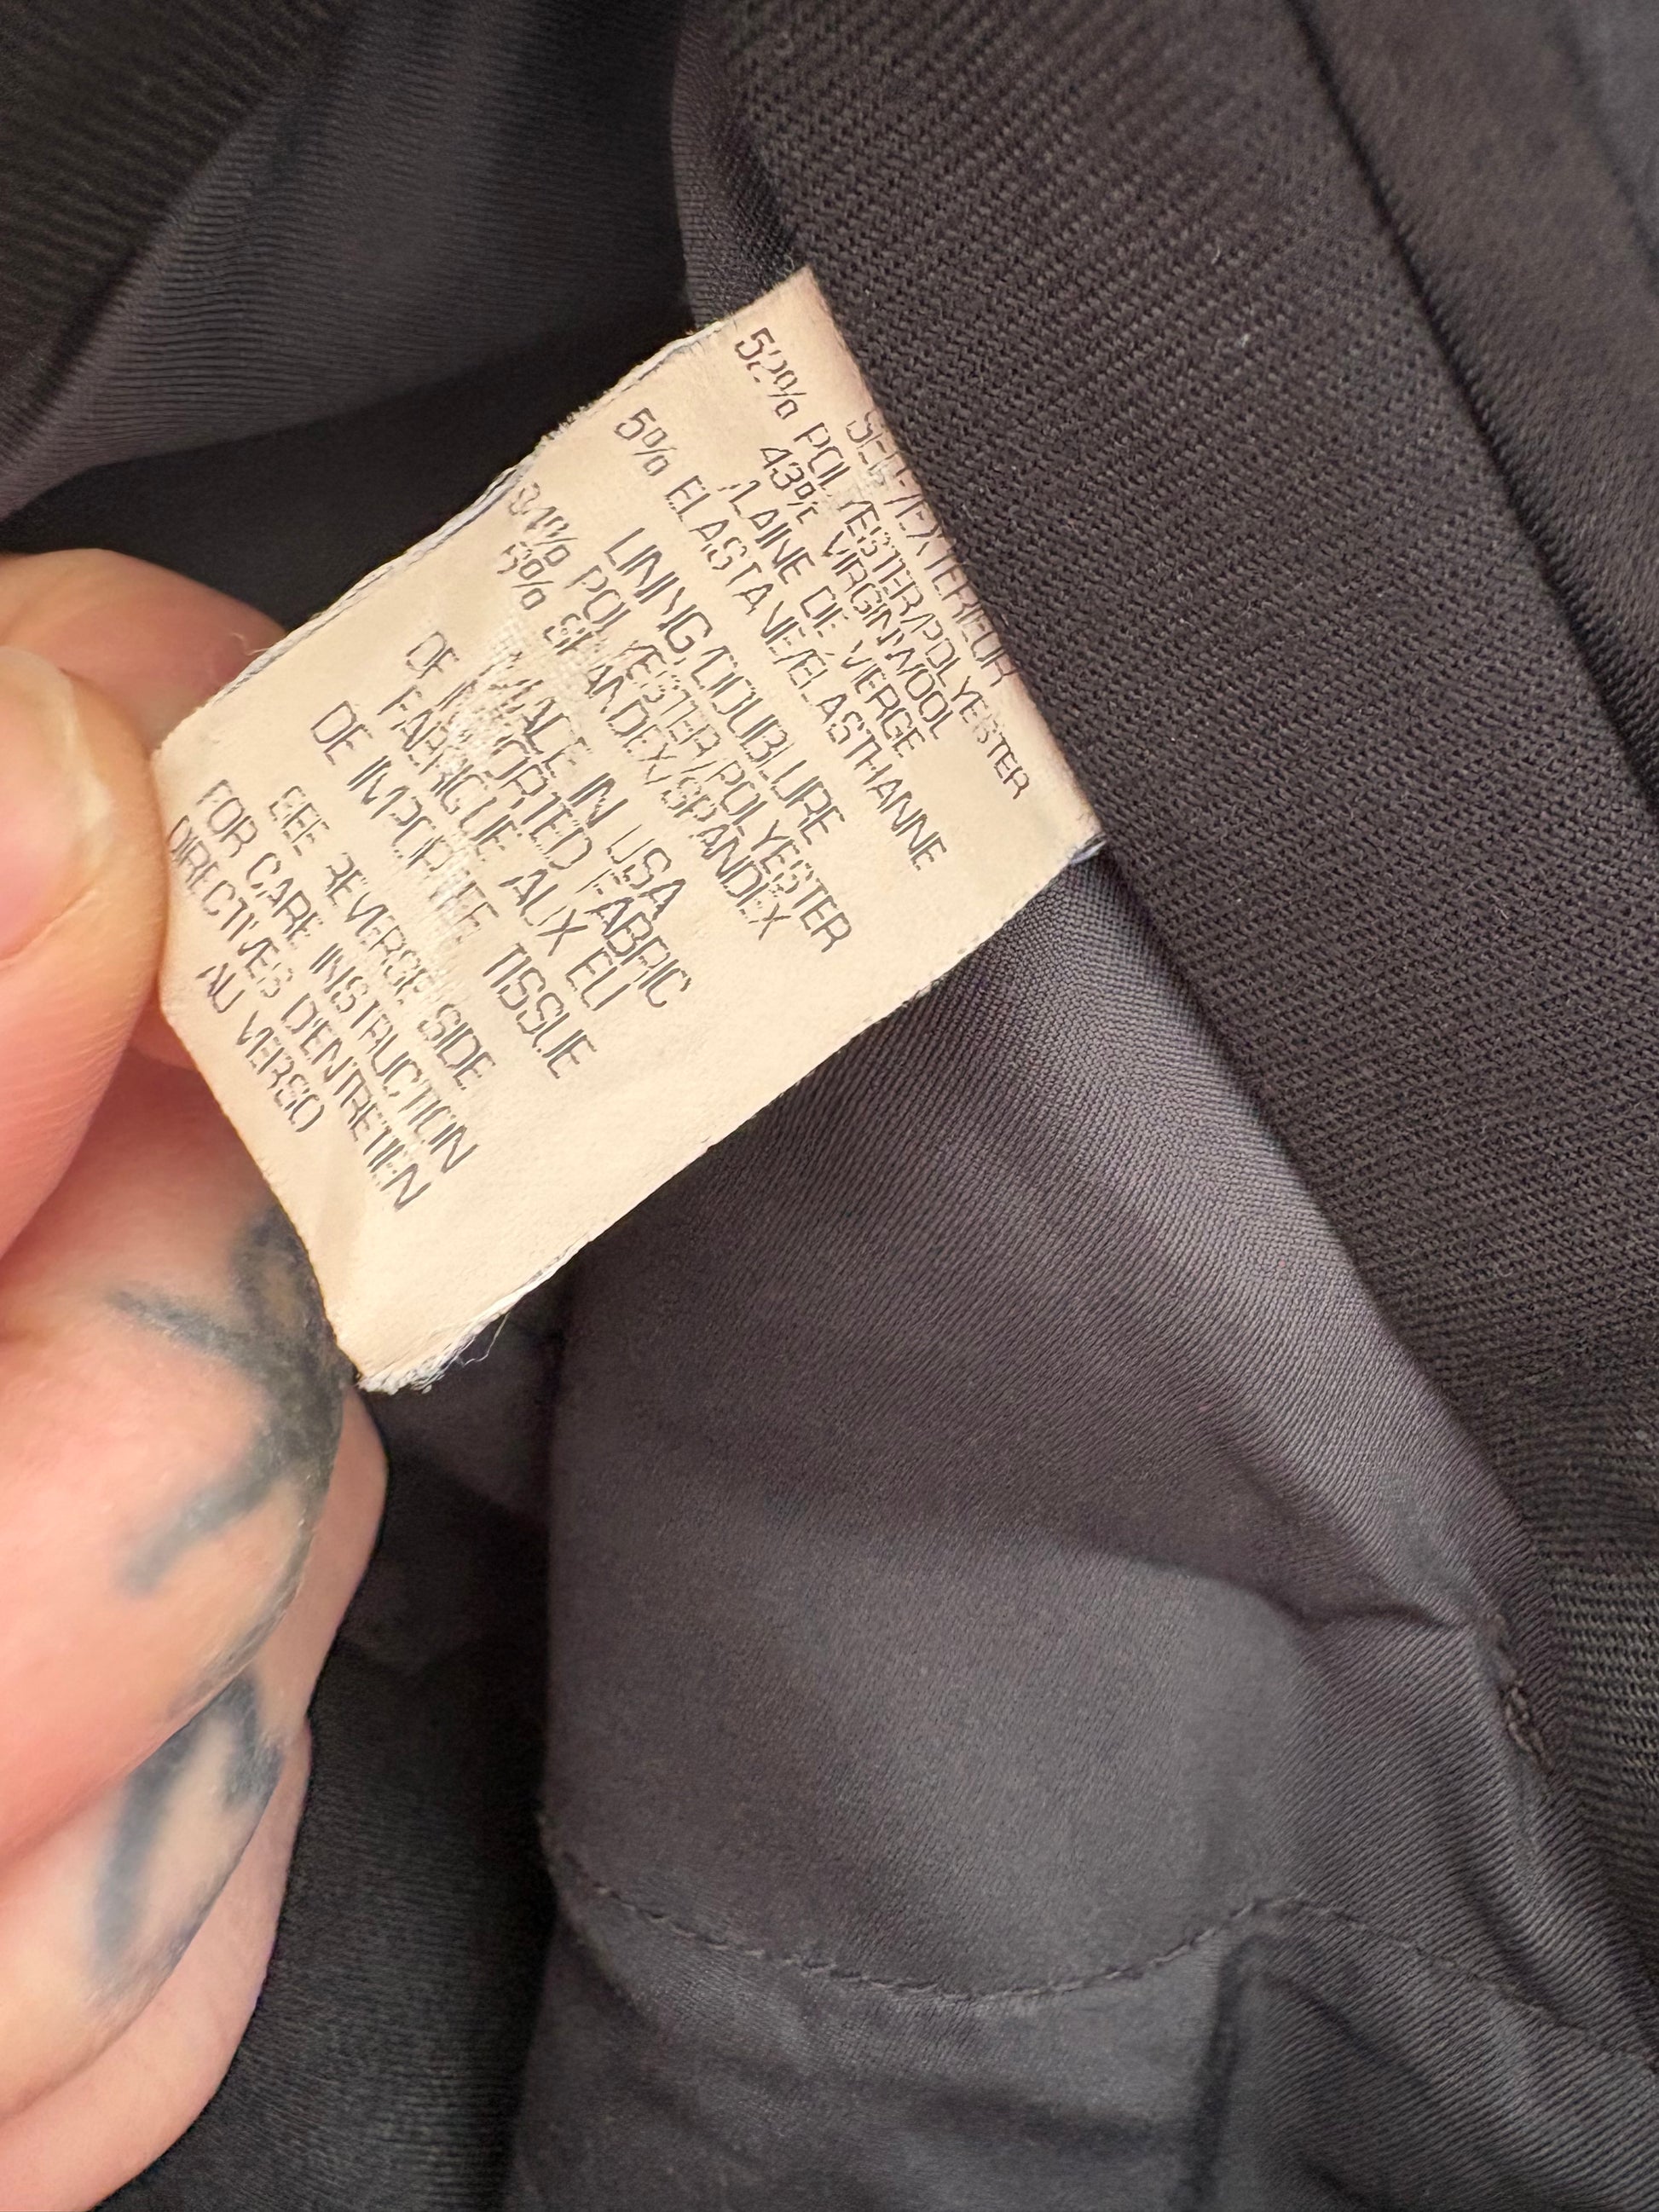 SELF/EXTERIEUR
52% POLYESTER/POLYESTER
43% VIRGIN WOOL
/LAINE DE VIERGE
5% ELASTANE/ÉLASTHANNE
LINING/DOUBLURE
POLYESTER/POLYESTER
SPANDEX/SPANDEX
MADE IN USA
OF IMPORTED FABRIC
FABRIQUE AUX EU
DE IMPORTEE TISSUE
SEE REVERSE SIDE
FOR CARE INSTRUCTION
DIRECTIVES D'ENTRETIEN
AU VERSO